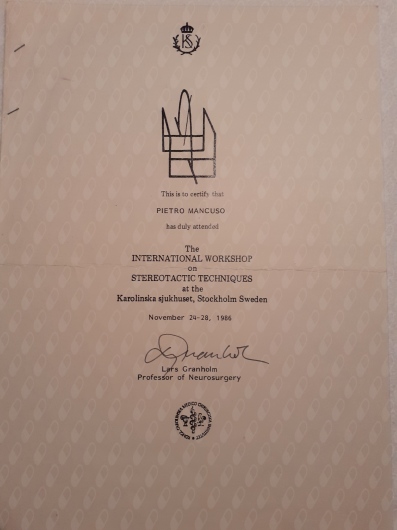 KS
This is to certify that
PIETRO MANCUSO
has duly attended
The
INTERNATIONAL WORKSHOP
on
STEREOTACTIC TECHNIQUES
at the
Karolinska sjukhuset, Stockholm Sweden
November 24-28, 1986
Lars Granholm
Professor of Neurosurgery